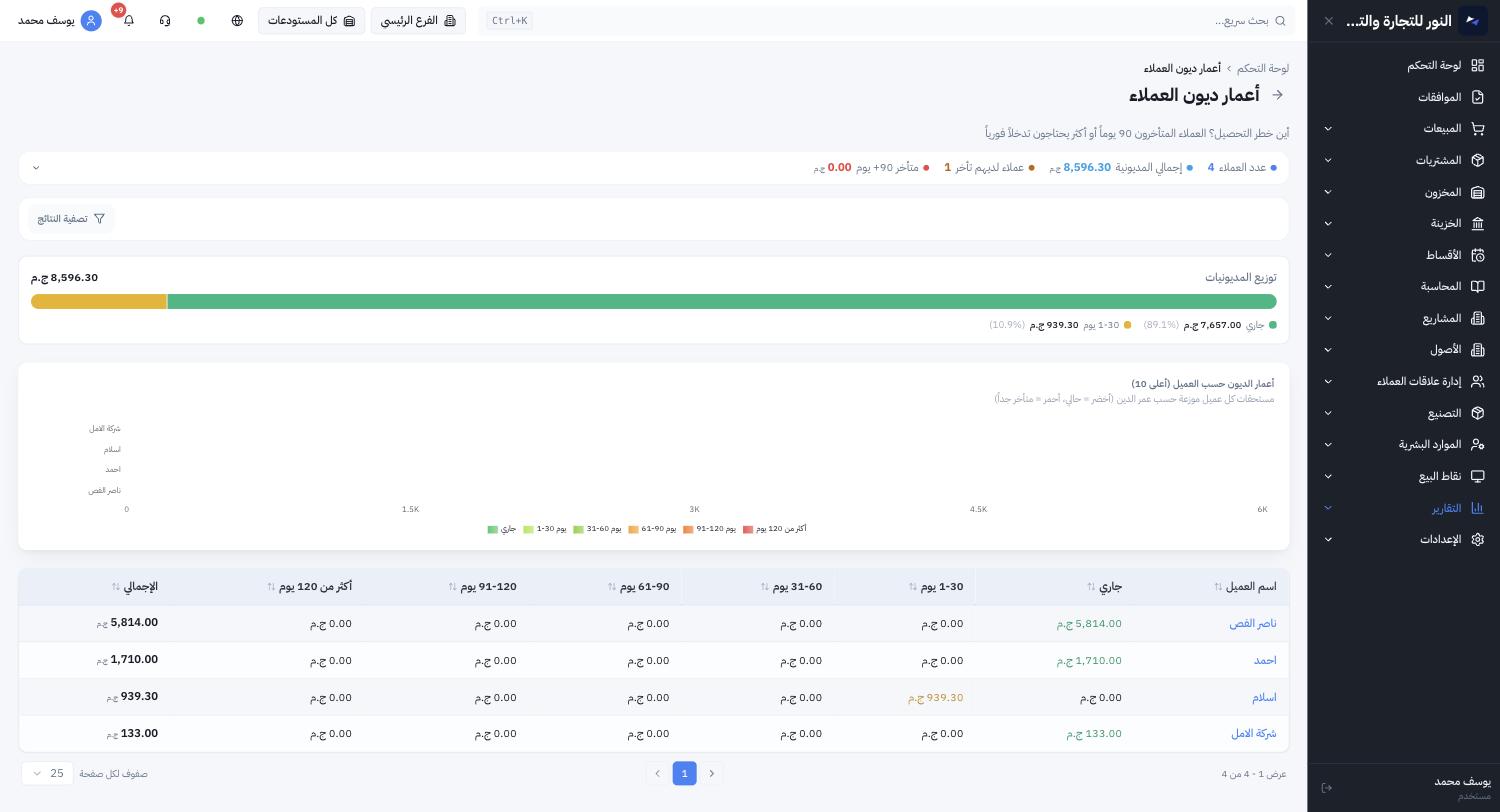 النور للتجارة والتـ...
لوحة التحكم
الموافقات
المبيعات
المشتريات
المخزون
الخزينة
الأقساط
المحاسبة
المشاريع
الأصول
إدارة علاقات العملاء
التصنيع
الموارد البشرية
نقاط البيع
التقارير
الإعدادات
يوسف محمد
مستخدم
بحث سريع...
Ctrl+K
الفرع الرئيسي
كل المستودعات
+9
يوسف محمد
لوحة التحكم
أعمار ديون العملاء
أعمار ديون العملاء
أين خطر التحصيل؟ العملاء المتأخرون 90 يوماً أو أكثر يحتاجون تدخلاً فورياً
عدد العملاء 4 إجمالي المديونية 8,596.30 ج.م عملاء لديهم تأخر 1 متأخر 90+ يوم 0.00 ج.م
تصفية النتائج
توزيع المديونيات
8,596.30 ج.م
جاري 7,657.00 ج.م (89.1%) 1-30 يوم 939.30 ج.م (10.9%)
أعمار الديون حسب العميل (أعلى 10)
مستحقات كل عميل موزعة حسب عمر الدين (أخضر = حالي، أحمر = متأخر جداً)
شركة الامل
اسلام
احمد
ناصر القص
0 1.5K 3K 4.5K 6K
جاري 1-30 يوم 31-60 يوم 61-90 يوم 91-120 يوم أكثر من 120 يوم
اسم العميل جاري 1-30 يوم 31-60 يوم 61-90 يوم 91-120 يوم أكثر من 120 يوم الإجمالي
ناصر القص 5,814.00 ج.م 0.00 ج.م 0.00 ج.م 0.00 ج.م 0.00 ج.م 0.00 ج.م 5,814.00 ج.م
احمد 1,710.00 ج.م 0.00 ج.م 0.00 ج.م 0.00 ج.م 0.00 ج.م 0.00 ج.م 1,710.00 ج.م
اسلام 0.00 ج.م 939.30 ج.م 0.00 ج.م 0.00 ج.م 0.00 ج.م 0.00 ج.م 939.30 ج.م
شركة الامل 133.00 ج.م 0.00 ج.م 0.00 ج.م 0.00 ج.م 0.00 ج.م 0.00 ج.م 133.00 ج.م
عرض 1 - 4 من 4
1
صفوف لكل صفحة 25